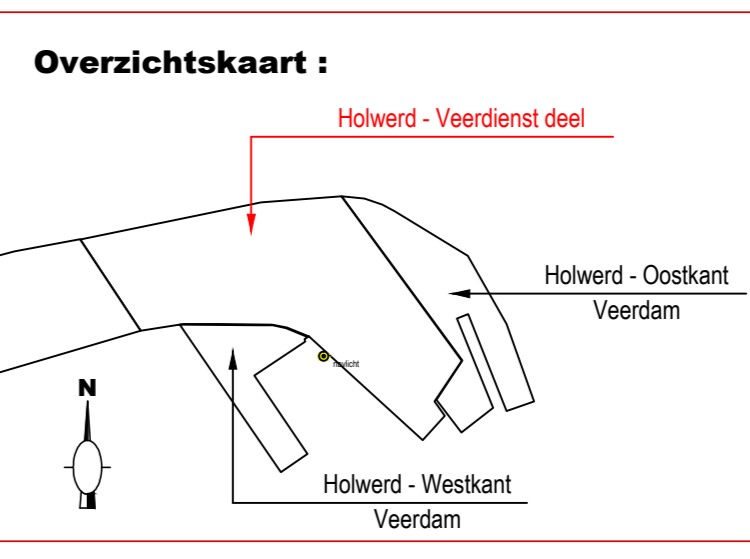 Overzichtskaart :
Holwerd - Veerdienst deel
Holwerd - Oostkant
Veerdam
havlicht
N
Holwerd - Westkant
Veerdam